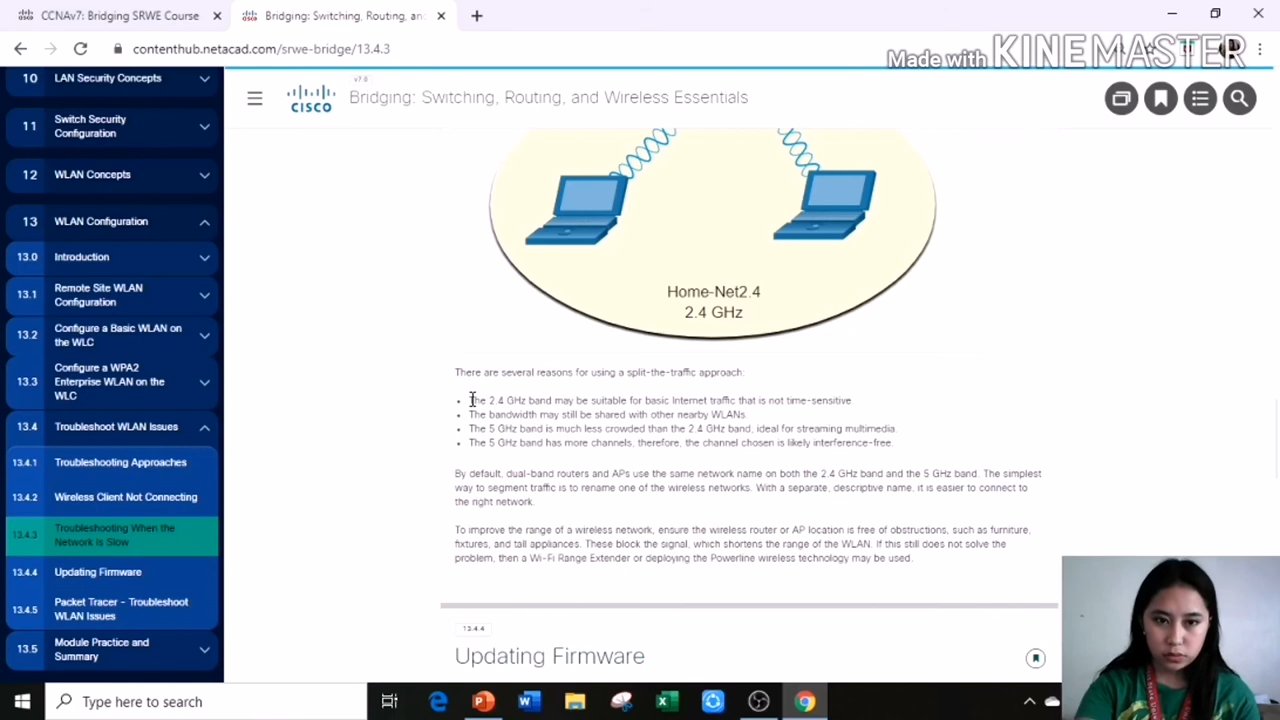 CCNAv7: Bridging SRWE Course
Bridging: Switching, Routing, an
contenthub.netacad.com/srwe-bridge/13.4.3
Made with KINEMASTER
10 LAN Security Concepts
11 Switch Security
Configuration
12 WLAN Concepts
13 WLAN Configuration
13.0 Introduction
13.1 Remote Site WLAN
Configuration
13.2 Configure a Basic WLAN on
the WLC
13.3 Configure a WPA2
Enterprise WLAN on the
WLC
13.4 Troubleshoot WLAN Issues
13.4.1 Troubleshooting Approaches
13.4.2 Wireless Client Not Connecting
13.4.3 Troubleshooting When the
Network is Slow
13.4.4 Updating Firmware
13.4.5 Packet Tracer - Troubleshoot
WLAN Issues
13.5 Module Practice and
Summary
v7.0
CISCO
Bridging: Switching, Routing, and Wireless Essentials
Home-Net2.4
2.4 GHz
There are several reasons for using a split-the-traffic approach:
• The 2.4 GHz band may be suitable for basic Internet traffic that is not time-sensitive
• The bandwidth may still be shared with other nearby WLANs.
• The 5 GHz band is much less crowded than the 2.4 GHz band, ideal for streaming multimedia.
• The 5 GHz band has more channels, therefore, the channel chosen is likely interference-free.
By default, dual-band routers and APs use the same network name on both the 2.4 GHz band and the 5 GHz band. The simplest
way to segment traffic is to rename one of the wireless networks. With a separate, descriptive name, it is easier to connect to
the right network.
To improve the range of a wireless network, ensure the wireless router or AP location is free of obstructions, such as furniture,
fixtures, and tall appliances. These block the signal, which shortens the range of the WLAN. If this still does not solve the
problem, then a Wi-Fi Range Extender or deploying the Powerline wireless technology may be used.
13.4.4
Updating Firmware
Type here to search